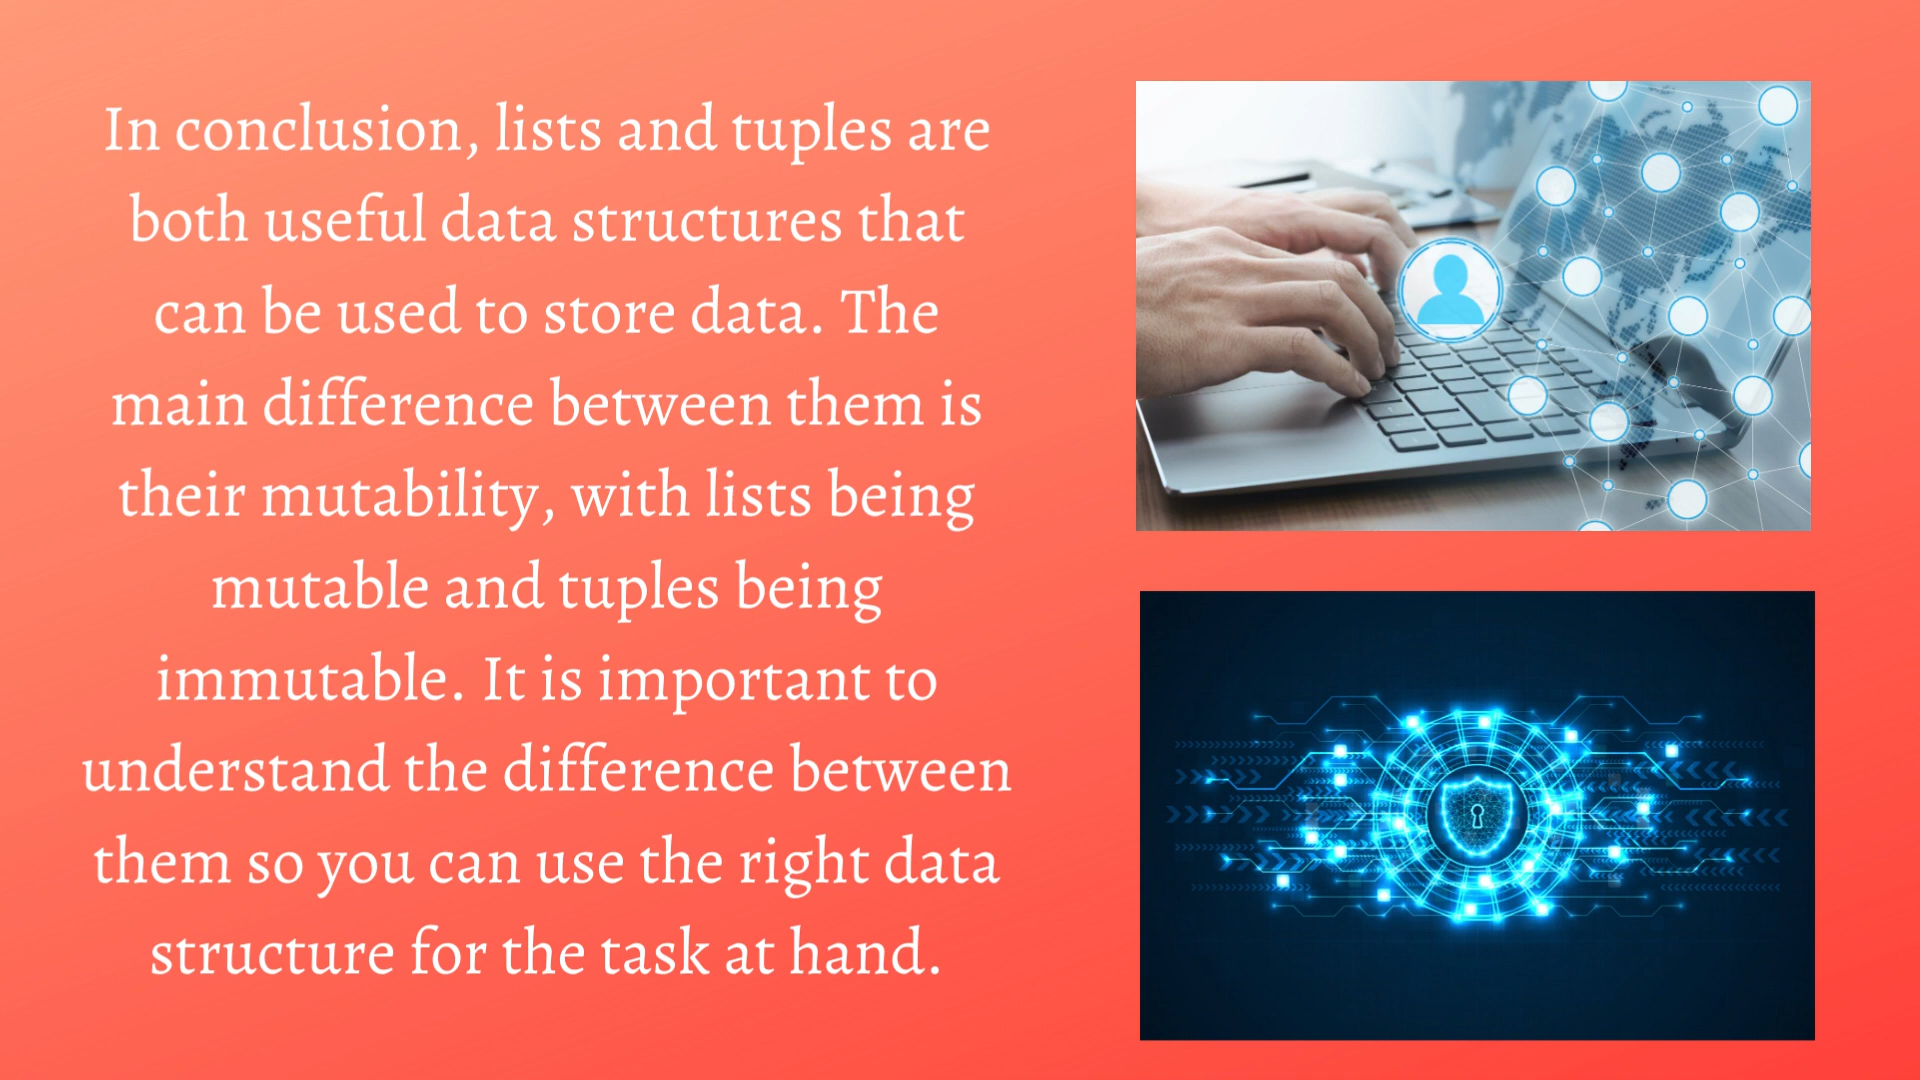 In conclusion, lists and tuples are
both useful data structures that
can be used to store data. The
main difference between them is
their mutability, with lists being
mutable and tuples being
immutable. It is important to
understand the difference between
them so you can use the right data
structure for the task at hand.